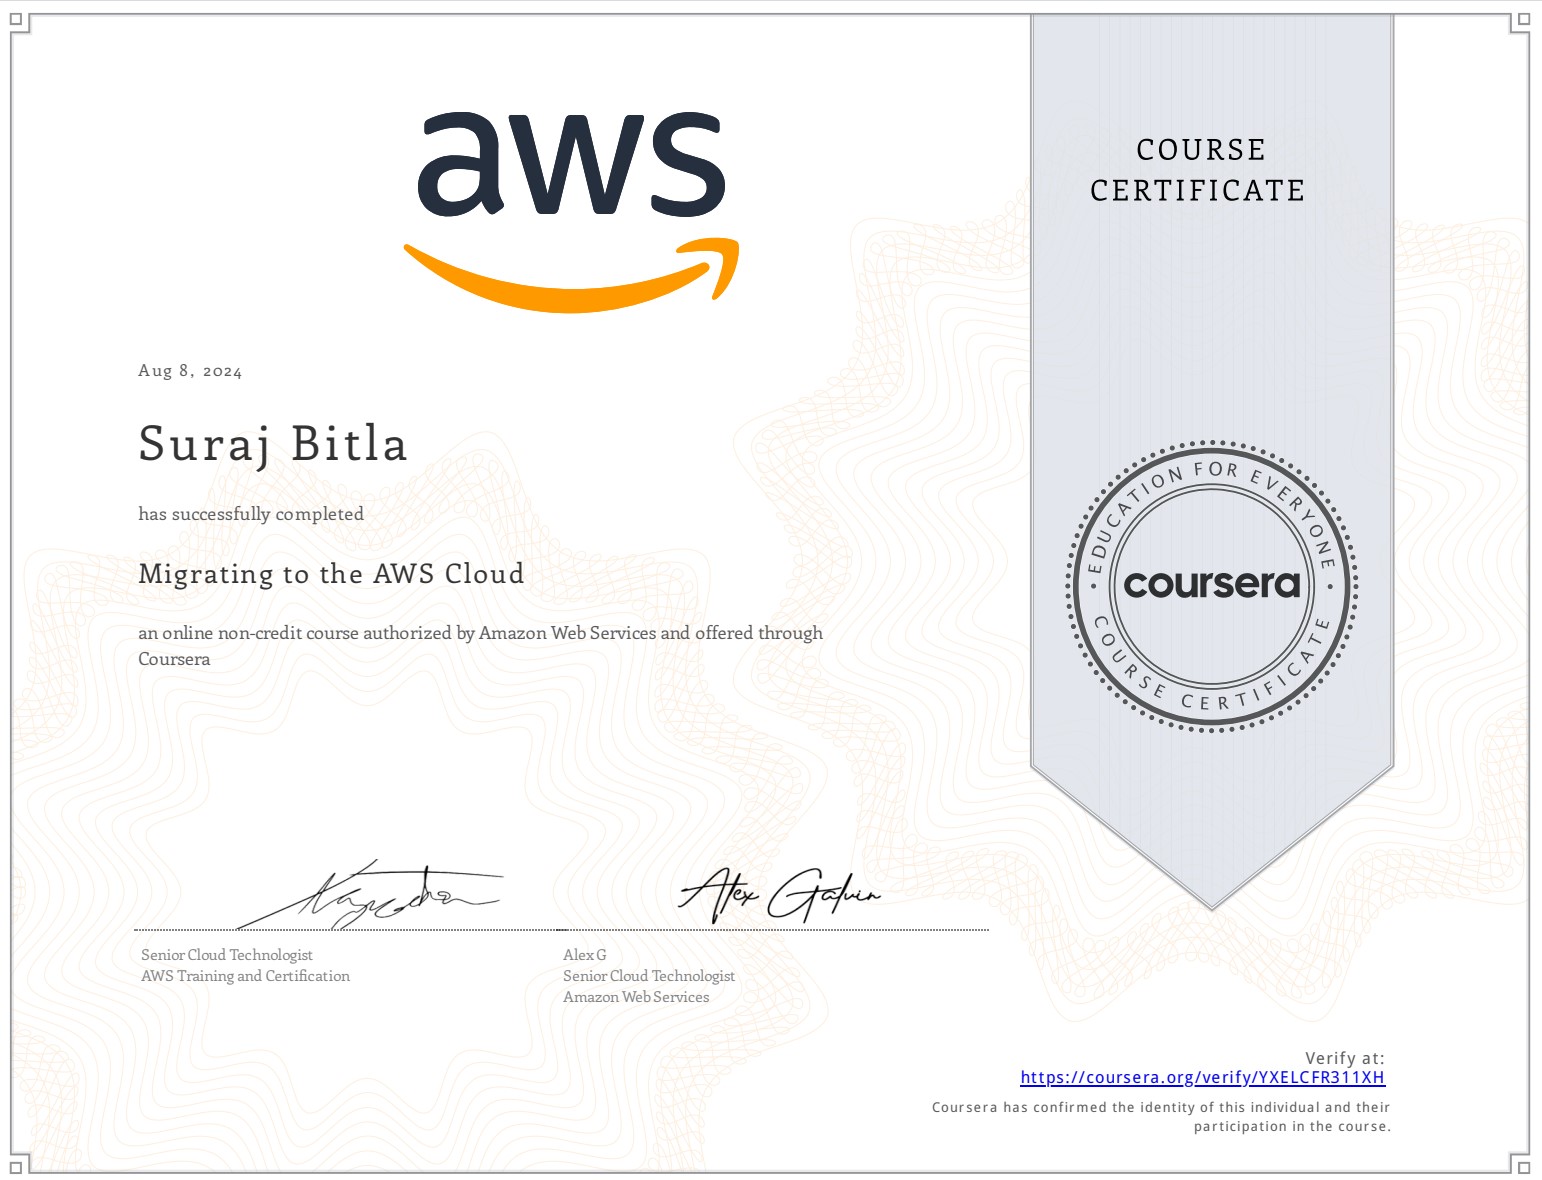 aws
COURSE
CERTIFICATE
Aug 8, 2024
Suraj Bitla
has successfully completed
Migrating to the AWS Cloud
an online non-credit course authorized by Amazon Web Services and offered through
Coursera
EDUCATION FOR EVERYONE
coursera
COURSE CERTIFICATE
Alex Galvin
Senior Cloud Technologist
AWS Training and Certification
Alex G
Senior Cloud Technologist
Amazon Web Services
Verify at:
https://coursera.org/verify/YXELCFR311XH
Coursera has confirmed the identity of this individual and their
participation in the course.